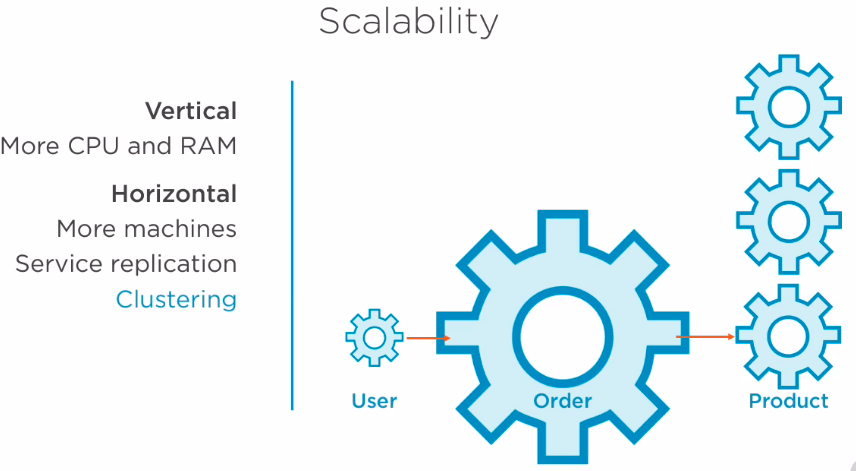 Scalability
Vertical
More CPU and RAM
Horizontal
More machines
Service replication
Clustering
User
Order
Product